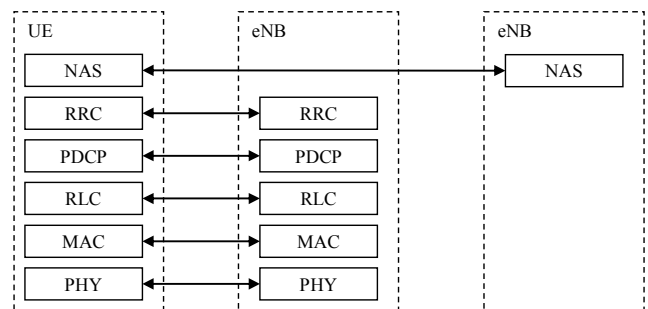 UE eNB eNB
NAS NAS
RRC RRC
PDCP PDCP
RLC RLC
MAC MAC
PHY PHY